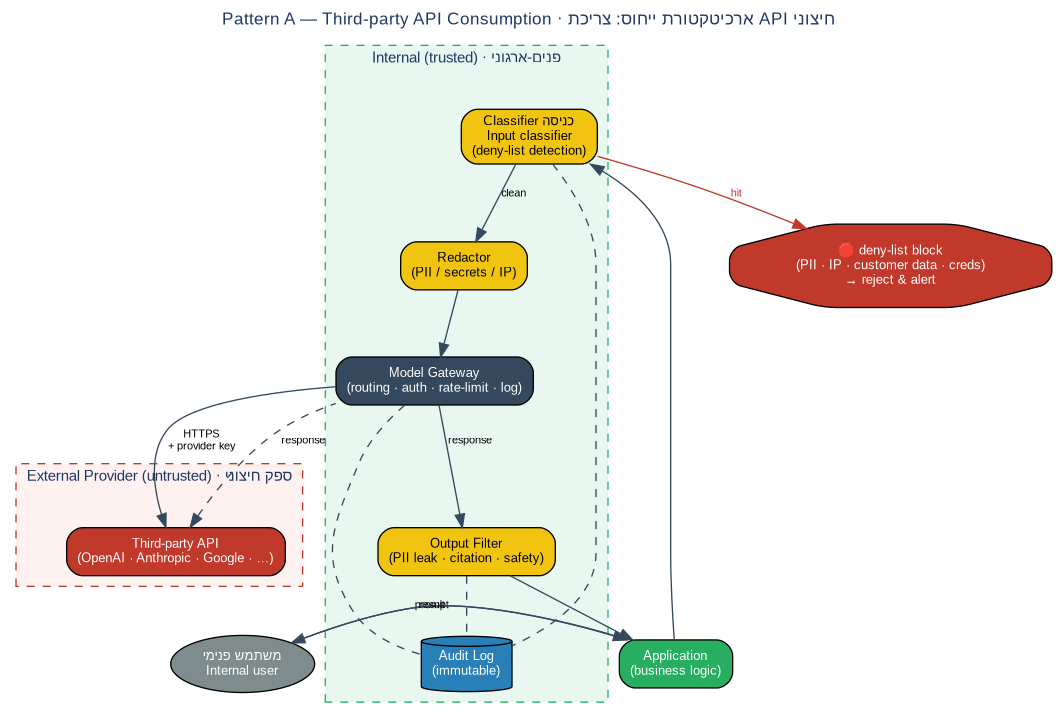 Pattern A — Third-party API Consumption · ארכיטקטורת ייחוס: צריכת API חיצוני
Internal (trusted) · פנים-ארגוני
Classifier כניסה
Input classifier
(deny-list detection)
clean
hit
🔴 deny-list block
(PII · IP · customer data · creds)
→ reject & alert
Redactor
(PII / secrets / IP)
Model Gateway
(routing · auth · rate-limit · log)
HTTPS
+ provider key
response
response
External Provider (untrusted) · ספק חיצוני
Third-party API
(OpenAI · Anthropic · Google · …)
Output Filter
(PII leak · citation · safety)
משתמש פנימי
Internal user
Audit Log
(immutable)
Application
(business logic)